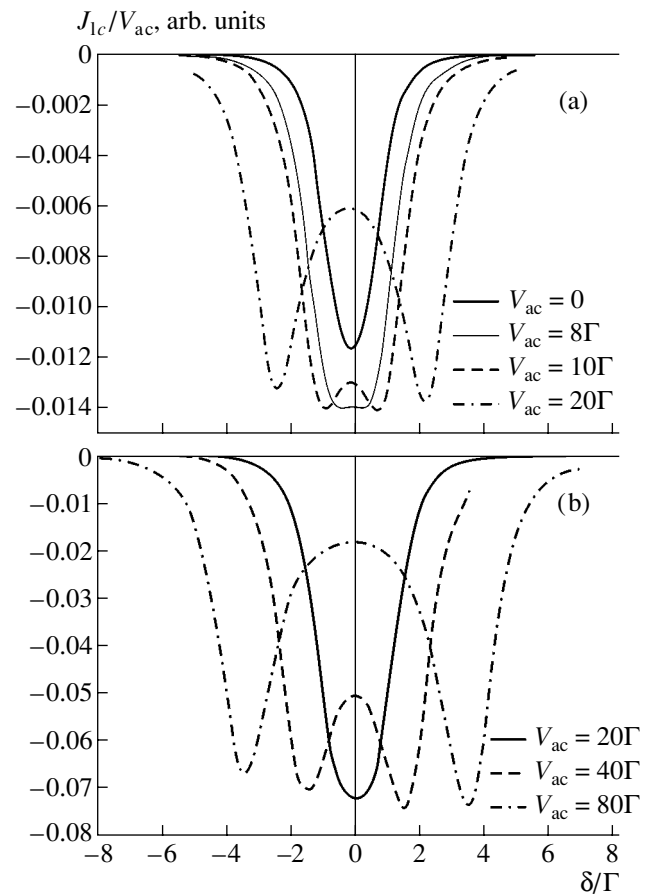 J1c/Vac, arb. units
0
−0.002
−0.004
−0.006
−0.008
−0.010
−0.012
−0.014
(a)
Vac = 0
Vac = 8Γ
Vac = 10Γ
Vac = 20Γ
0
−0.01
−0.02
−0.03
−0.04
−0.05
−0.06
−0.07
−0.08
(b)
Vac = 20Γ
Vac = 40Γ
Vac = 80Γ
−8 −6 −4 −2 0 2 4 6 8
δ/Γ